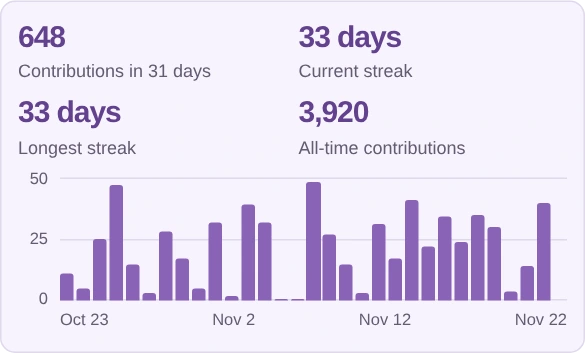 648
33 days
Contributions in 31 days
Current streak
33 days
3,920
Longest streak
All-time contributions
50
25
0
Oct 23
Nov 2
Nov 12
Nov 22